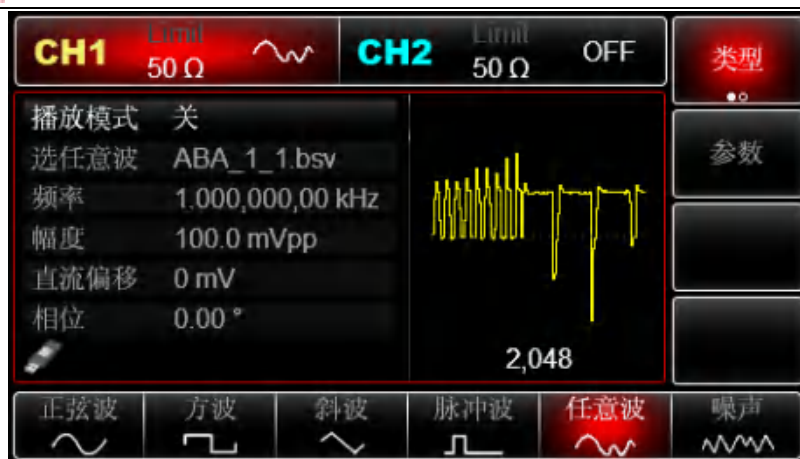 CH1 Limit 50 Ω CH2 Limit 50 Ω OFF 类型
播放模式 关
选任意波 ABA_1_1.bsv 参数
频率 1.000,000,00 kHz
幅度 100.0 mVpp
直流偏移 0 mV
相位 0.00 °
2,048
正弦波 方波 斜波 脉冲波 任意波 噪声